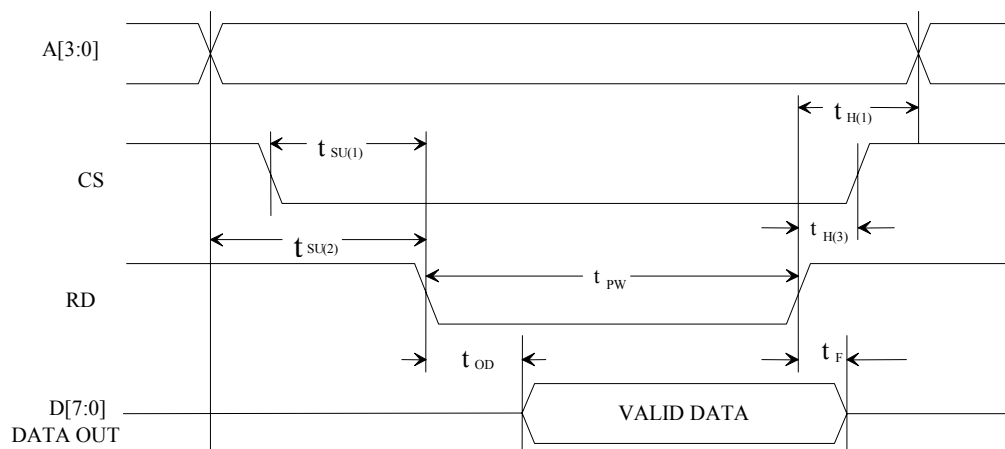 A[3:0]
t H(1)
t SU(1)
CS
t H(3)
t SU(2)
t PW
RD
t OD
t F
D[7:0]
VALID DATA
DATA OUT